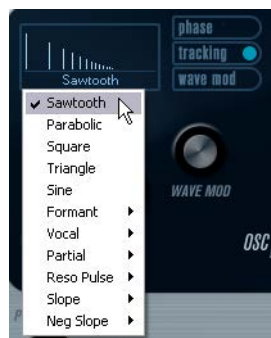 phase
tracking
wave mod
Sawtooth
Sawtooth
Parabolic
Square
Triangle
Sine
Formant
Vocal
Partial
Reso Pulse
Slope
Neg Slope
WAVE MOD
OSC